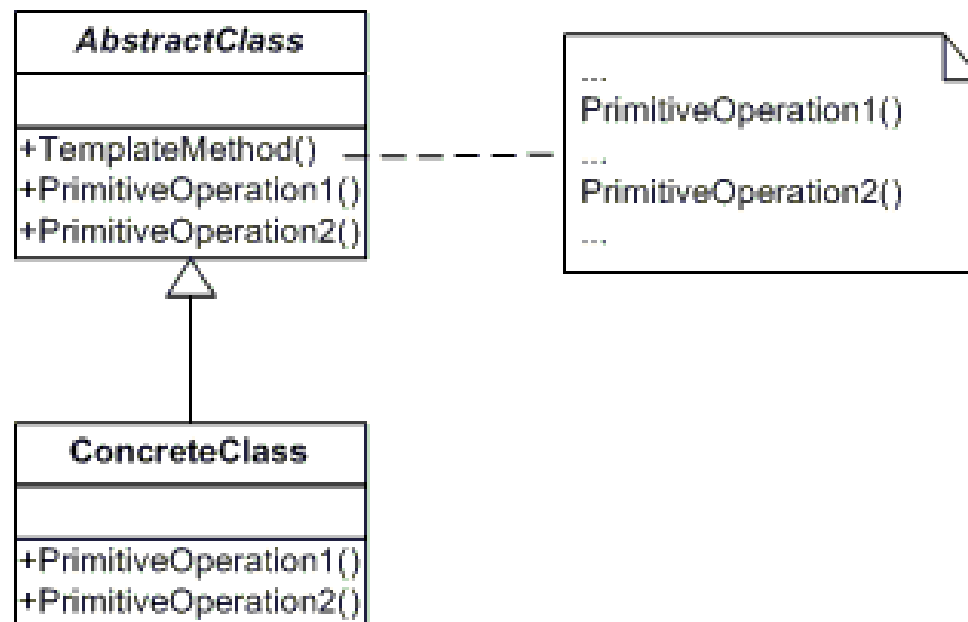 AbstractClass
+TemplateMethod()
+PrimitiveOperation1()
+PrimitiveOperation2()
...
PrimitiveOperation1()
...
PrimitiveOperation2()
...
ConcreteClass
+PrimitiveOperation1()
+PrimitiveOperation2()